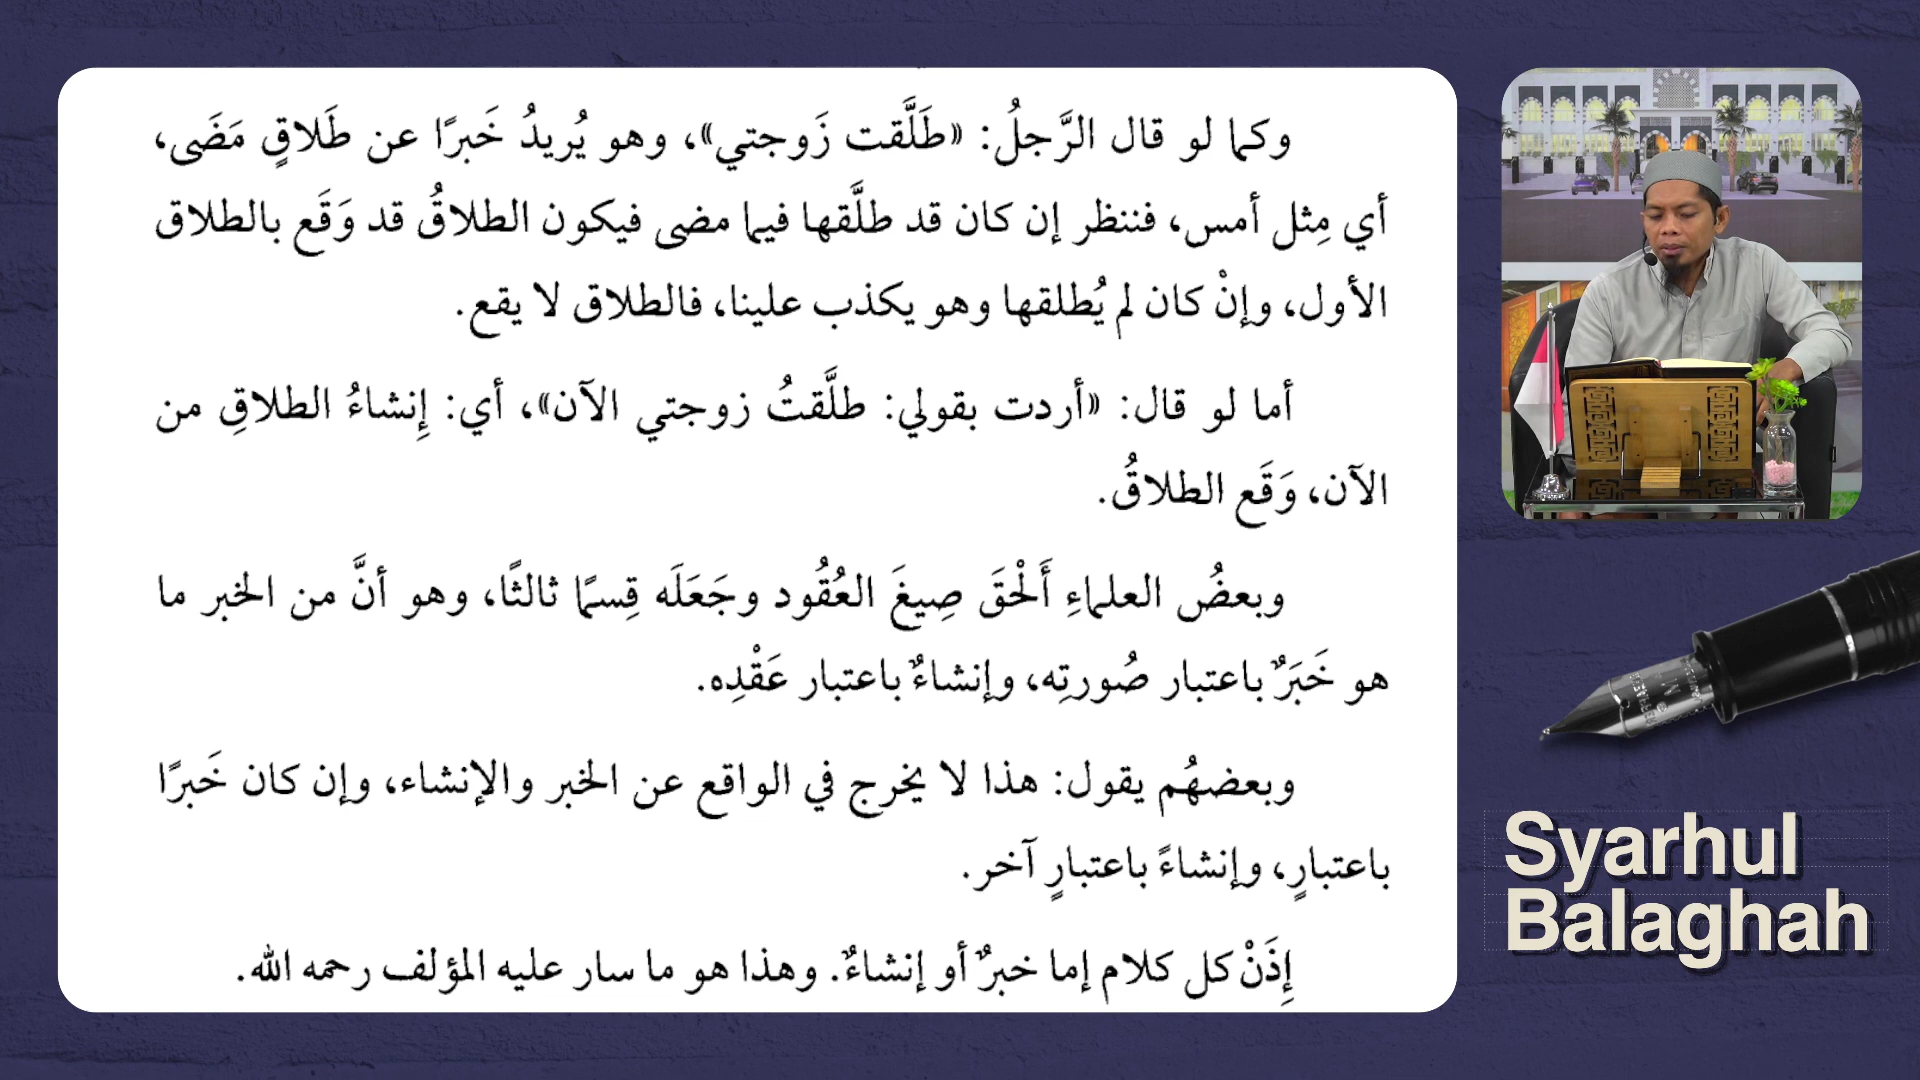 وكما لو قال الرَّجلُ: «طَلَّقت زَوجتي»، وهو يُريدُ خَبرًا عن طَلاقٍ مَضَى،
أي مِثل أمس، فننظر إن كان قد طلَّقها فيما مضى فيكون الطلاقُ قد وَقَع بالطلاق
الأول، وإنْ كان لم يُطلقها وهو يكذب علينا، فالطلاق لا يقع.
أما لو قال: «أردت بقولي: طلَّقتُ زوجتي الآن»، أي: إِنشاءُ الطلاقِ من
الآن، وَقَع الطلاقُ.
وبعضُ العلماءِ أَلْحَقَ صِيغَ العُقُود وجَعَلَه قِسمًا ثالثًا، وهو أنَّ من الخبر ما
هو خَبَرٌ باعتبار صُورتِه، وإنشاءٌ باعتبار عَقْدِه.
وبعضهُم يقول: هذا لا يخرج في الواقع عن الخبر والإنشاء، وإن كان خَبرًا
باعتبارٍ، وإنشاءً باعتبارٍ آخر.
إِذَنْ كل كلام إما خبرٌ أو إنشاءٌ. وهذا هو ما سار عليه المؤلف رحمه الله.
Syarhul
Balaghah